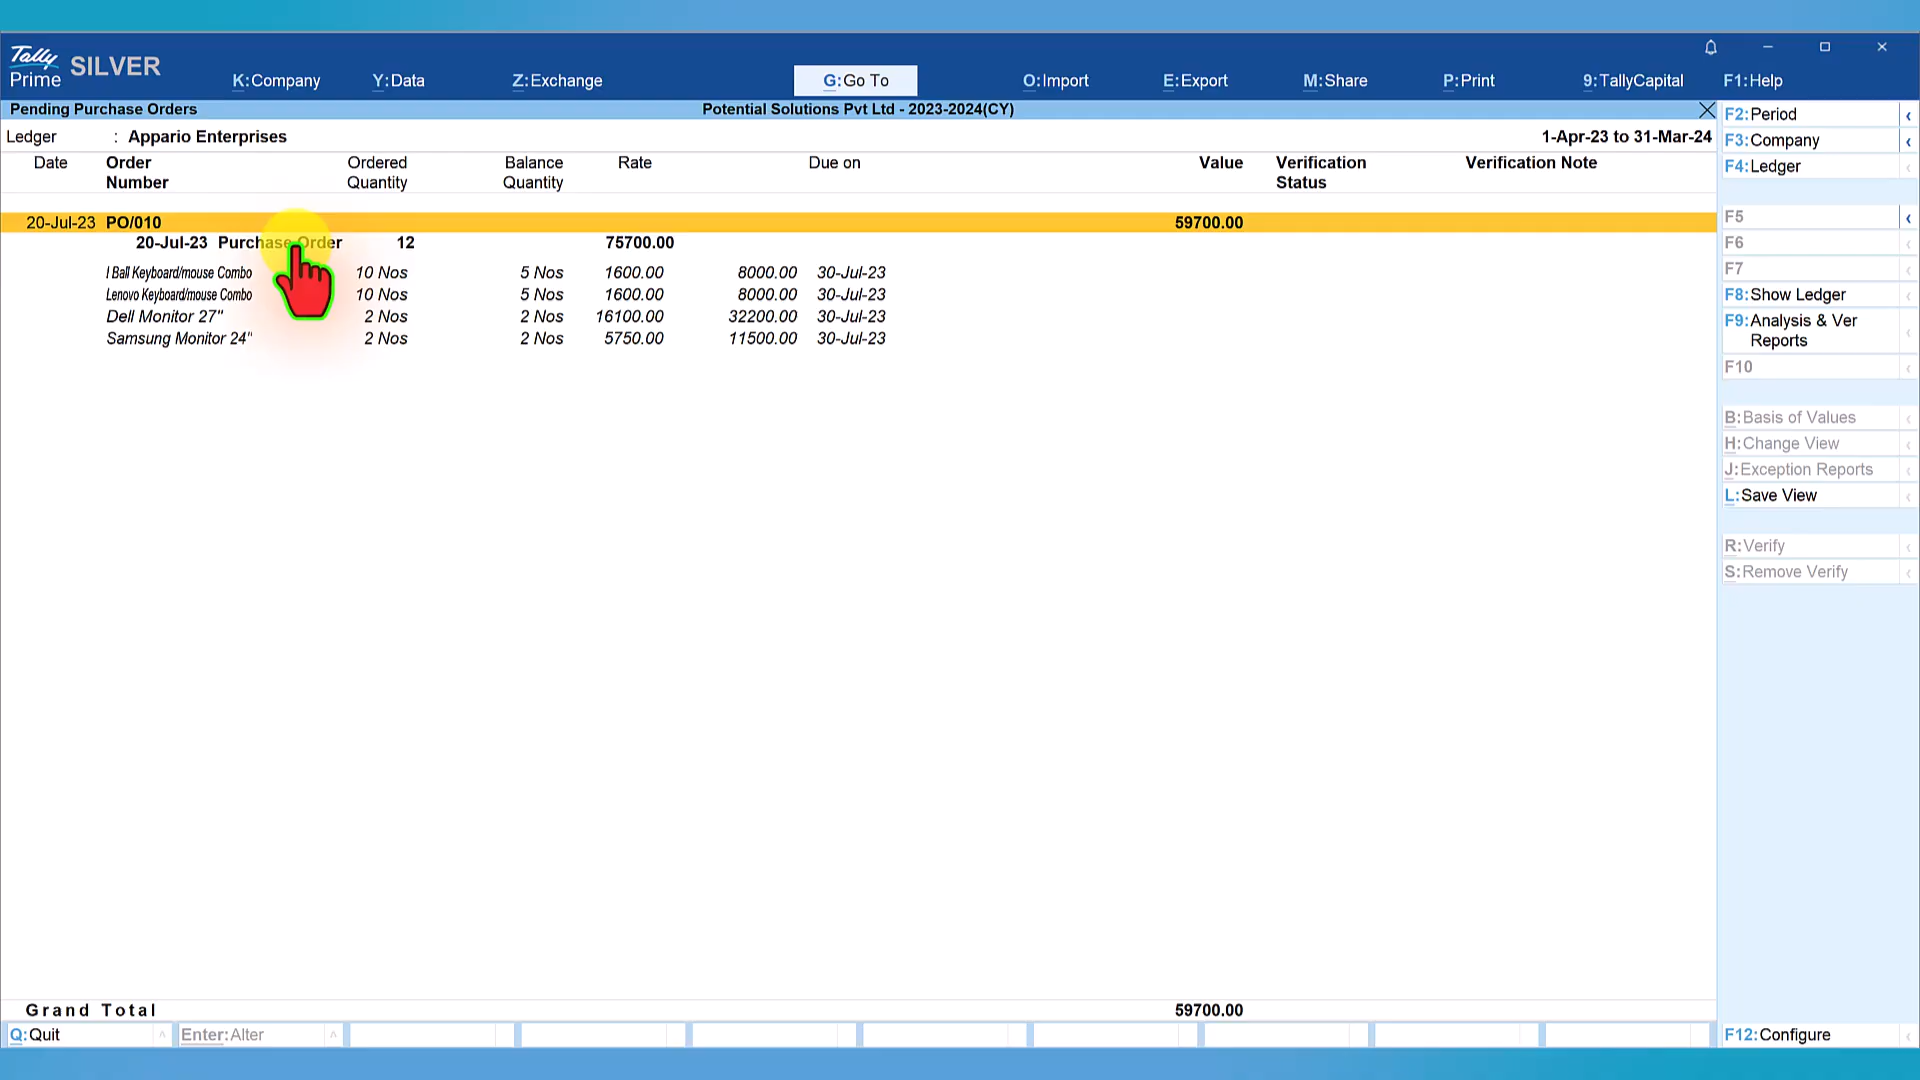 Tally
Prime SILVER
K:Company Y:Data Z:Exchange G:Go To O:Import E:Export M:Share P:Print 9:TallyCapital F1:Help
Pending Purchase Orders Potential Solutions Pvt Ltd - 2023-2024(CY)
Ledger : Appario Enterprises 1-Apr-23 to 31-Mar-24
Date Order Number Ordered Quantity Balance Quantity Rate Due on Value Verification Status Verification Note
20-Jul-23 PO/010 59700.00
20-Jul-23 Purchase Order 12 75700.00
I Ball Keyboard/mouse Combo 10 Nos 5 Nos 1600.00 8000.00 30-Jul-23
Lenovo Keyboard/mouse Combo 10 Nos 5 Nos 1600.00 8000.00 30-Jul-23
Dell Monitor 27" 2 Nos 2 Nos 16100.00 32200.00 30-Jul-23
Samsung Monitor 24" 2 Nos 2 Nos 5750.00 11500.00 30-Jul-23
Grand Total 59700.00
Q:Quit Enter:Alter
F2:Period
F3:Company
F4:Ledger
F5
F6
F7
F8:Show Ledger
F9:Analysis & Ver
Reports
F10
B:Basis of Values
H:Change View
J:Exception Reports
L:Save View
R:Verify
S:Remove Verify
F12:Configure